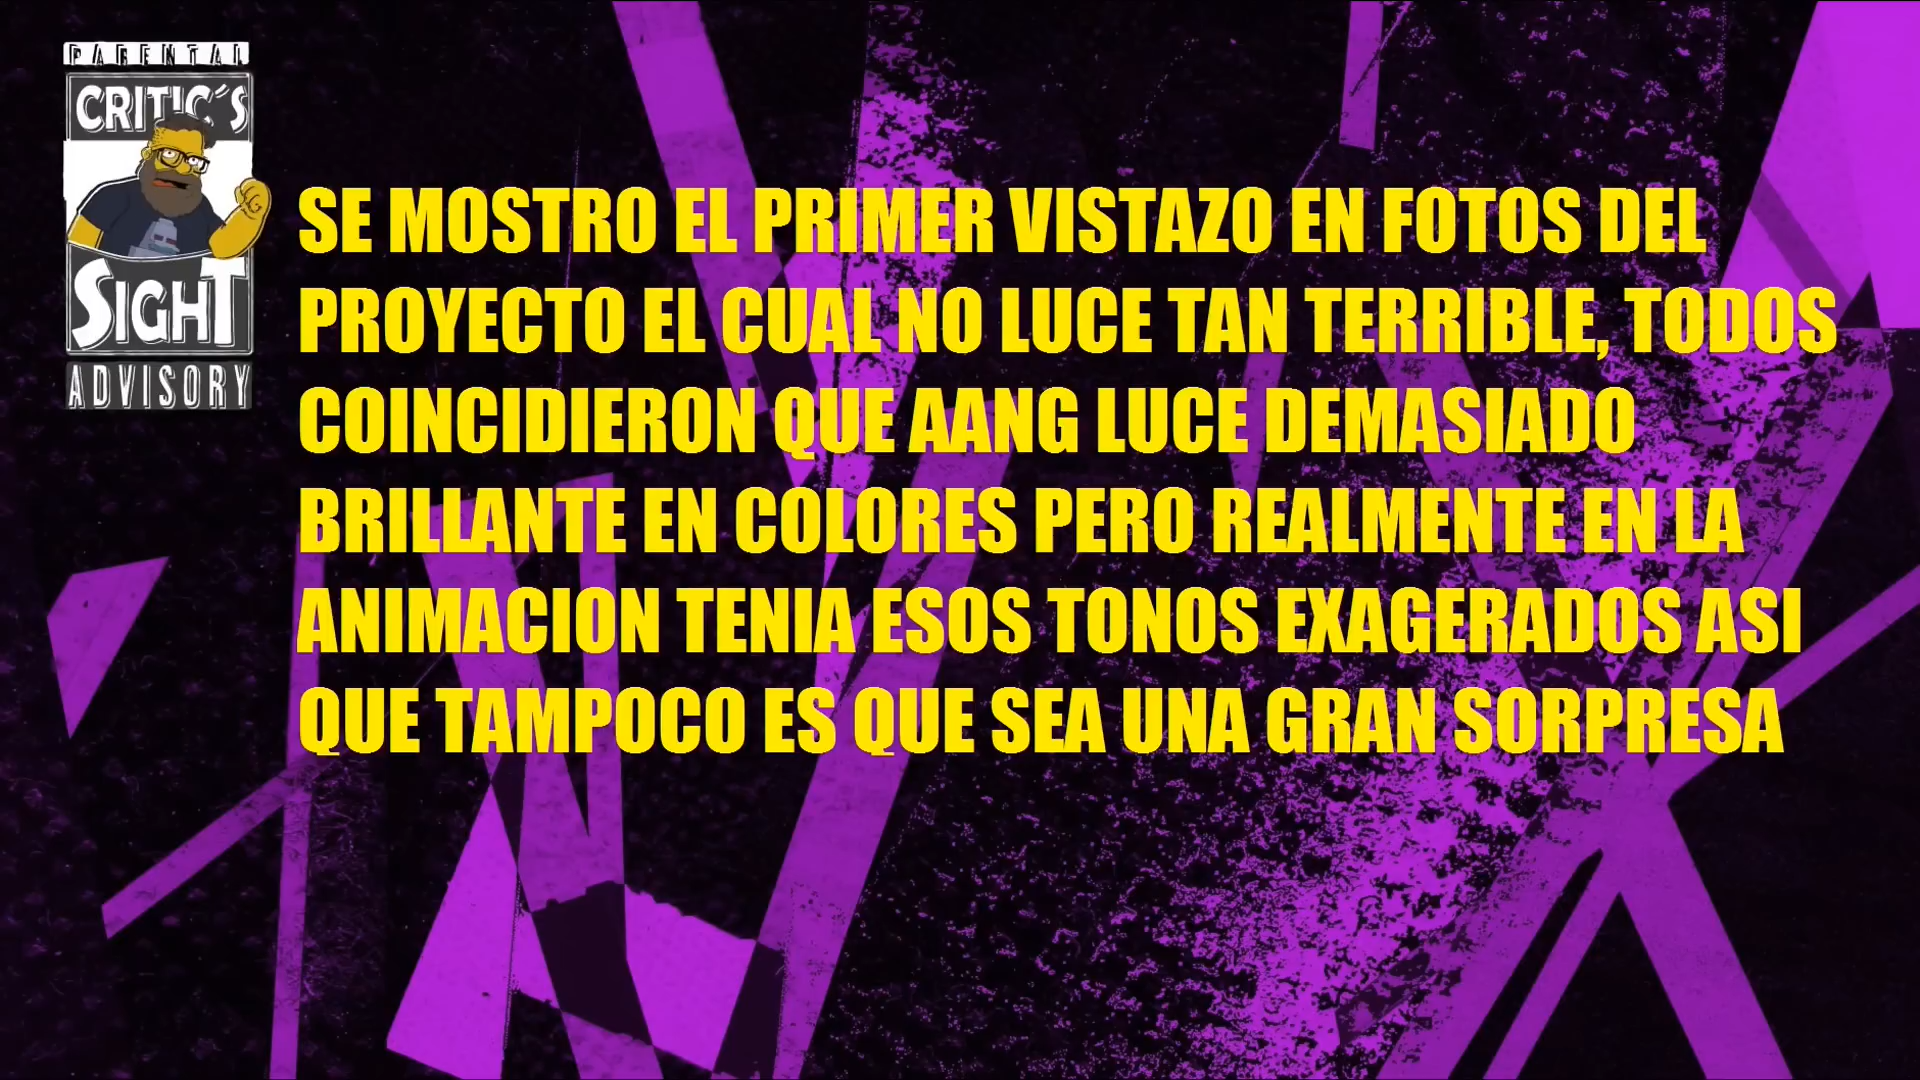 PARENTAL
CRITIC´S
SIGHT
ADVISORY
SE MOSTRO EL PRIMER VISTAZO EN FOTOS DEL
PROYECTO EL CUAL NO LUCE TAN TERRIBLE, TODOS
COINCIDIERON QUE AANG LUCE DEMASIADO
BRILLANTE EN COLORES PERO REALMENTE EN LA
ANIMACION TENIA ESOS TONOS EXAGERADOS ASI
QUE TAMPOCO ES QUE SEA UNA GRAN SORPRESA